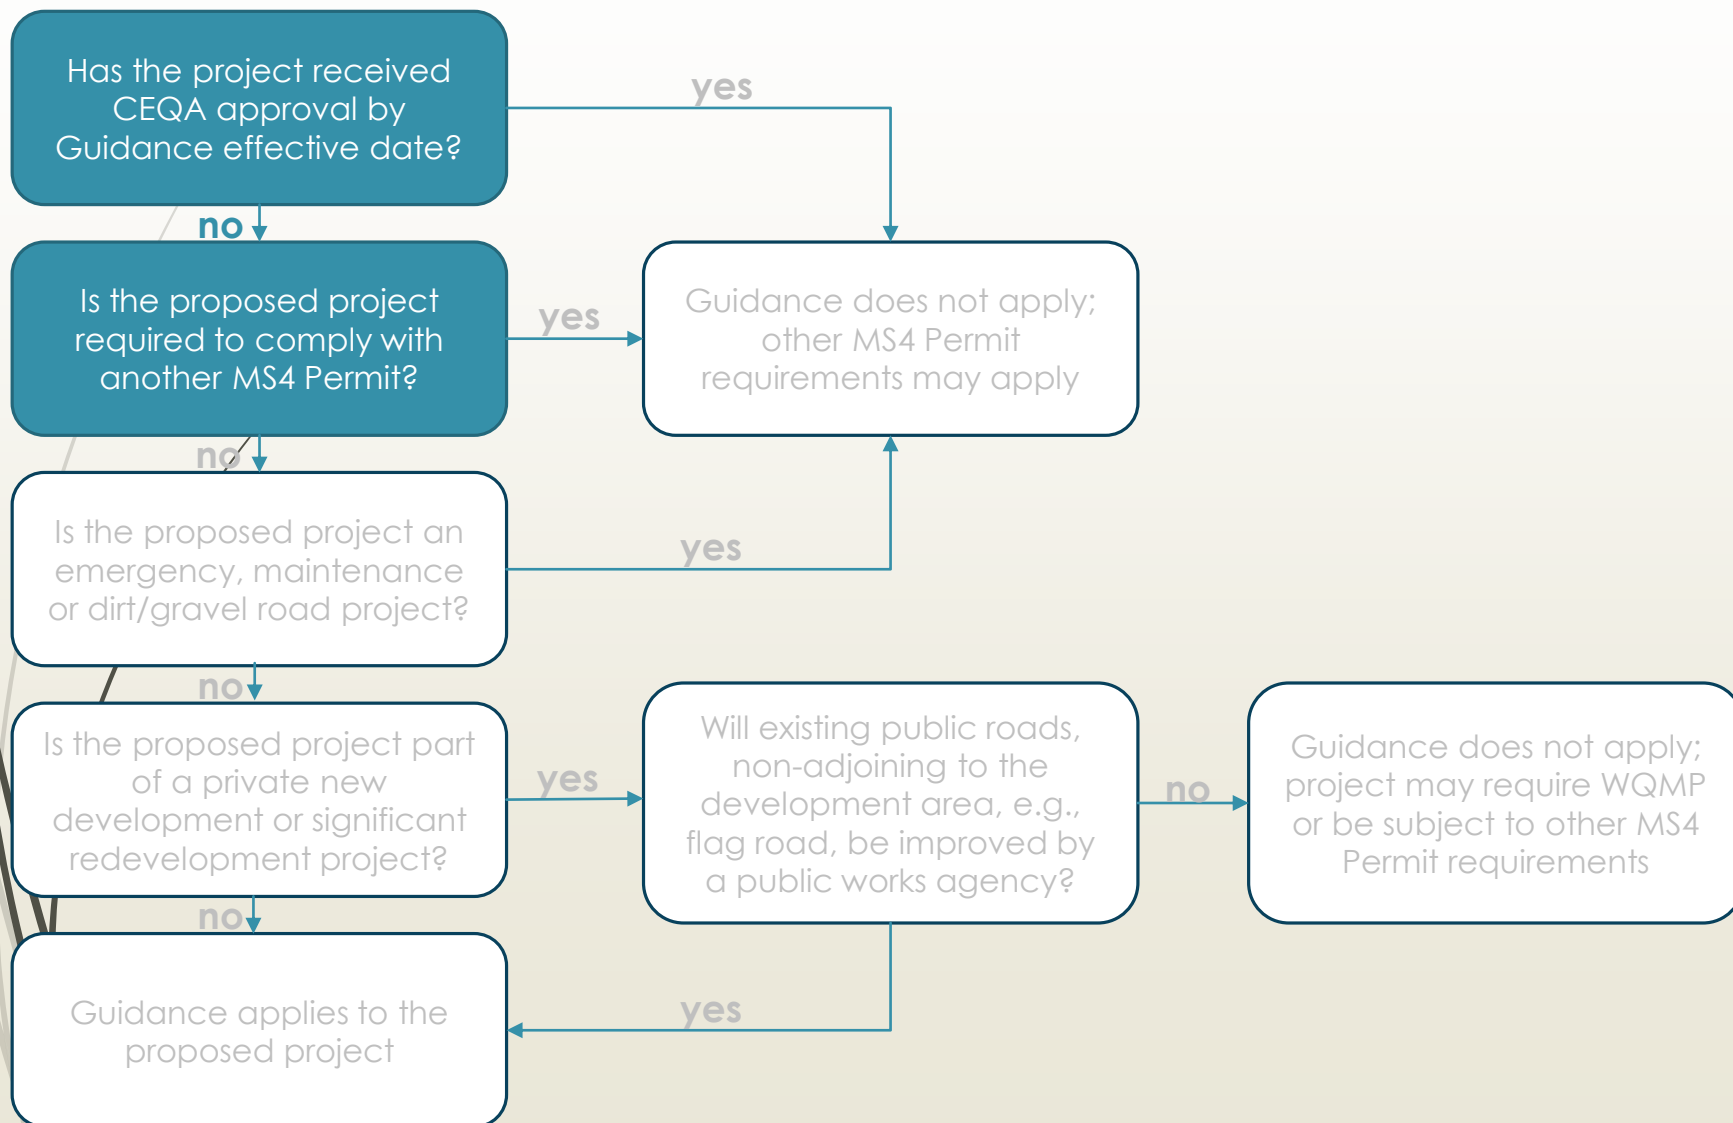 Has the project received
CEQA approval by
Guidance effective date?
yes
no
Is the proposed project
required to comply with
another MS4 Permit?
yes
Guidance does not apply;
other MS4 Permit
requirements may apply
no
Is the proposed project an
emergency, maintenance
or dirt/gravel road project?
yes
no
Is the proposed project part
of a private new
development or significant
redevelopment project?
yes
Will existing public roads,
non-adjoining to the
development area, e.g.,
flag road, be improved by
a public works agency?
no
Guidance does not apply;
project may require WQMP
or be subject to other MS4
Permit requirements
no
Guidance applies to the
proposed project
yes